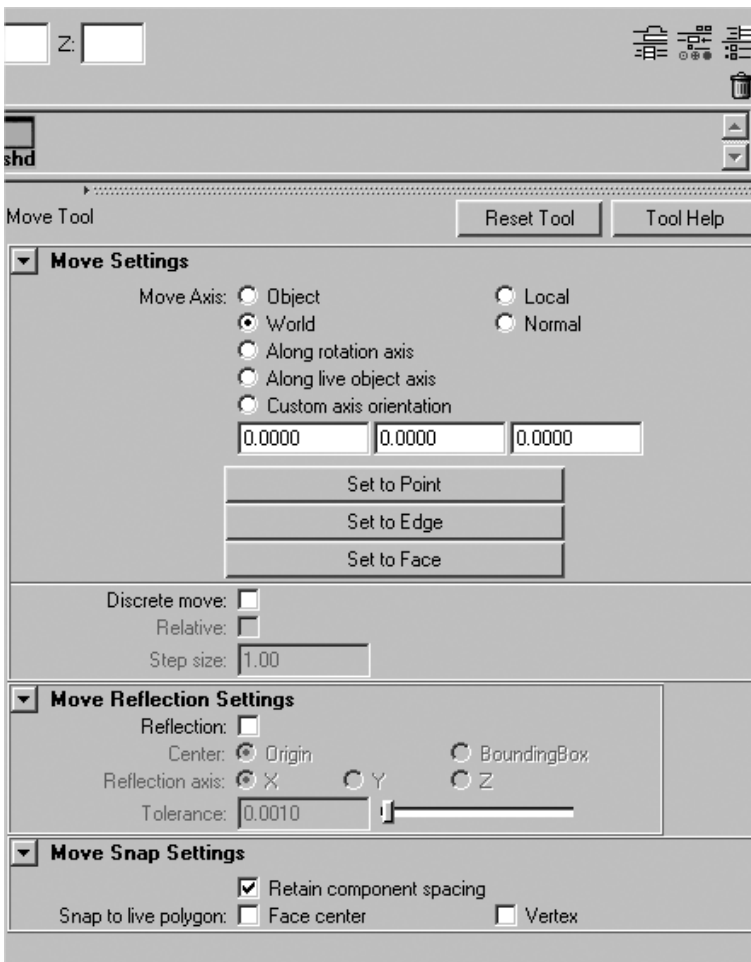 Z:
shd
Move Tool Reset Tool Tool Help
Move Settings
Move Axis: Object Local
World Normal
Along rotation axis
Along live object axis
Custom axis orientation
0.0000 0.0000 0.0000
Set to Point
Set to Edge
Set to Face
Discrete move:
Relative:
Step size: 1.00
Move Reflection Settings
Reflection:
Center: Origin BoundingBox
Reflection axis: X Y Z
Tolerance: 0.0010
Move Snap Settings
Retain component spacing
Snap to live polygon: Face center Vertex